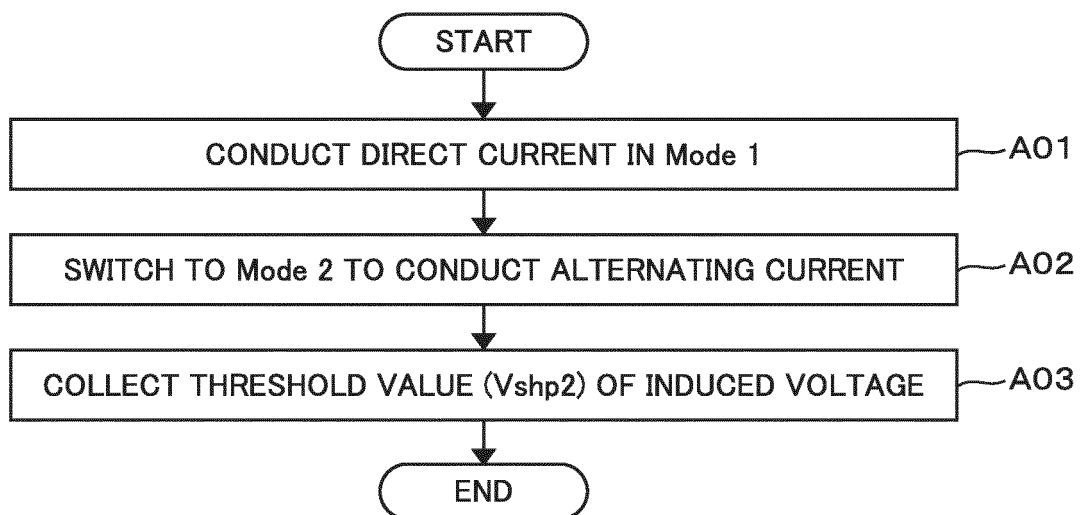 START
CONDUCT DIRECT CURRENT IN Mode 1
A01
SWITCH TO Mode 2 TO CONDUCT ALTERNATING CURRENT
A02
COLLECT THRESHOLD VALUE (Vshp2) OF INDUCED VOLTAGE
A03
END